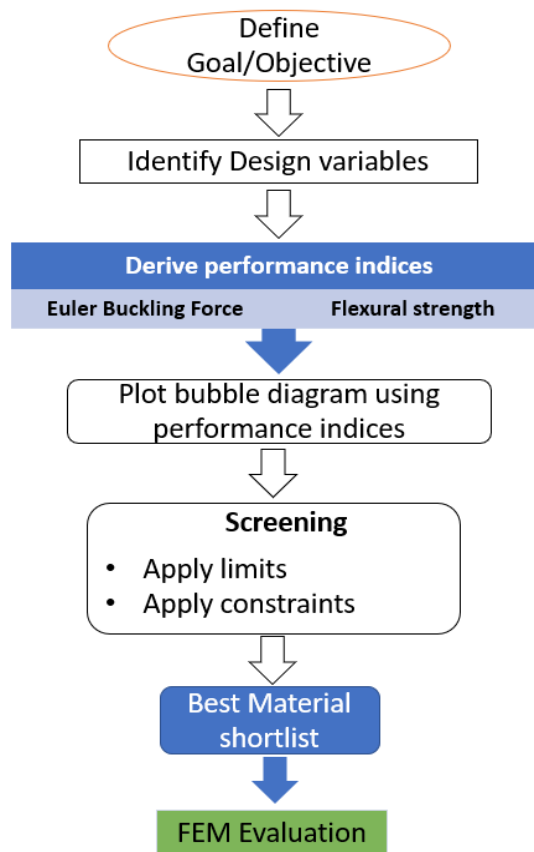 Define
Goal/Objective
Identify Design variables
Derive performance indices
Euler Buckling Force Flexural strength
Plot bubble diagram using
performance indices
Screening
• Apply limits
• Apply constraints
Best Material
shortlist
FEM Evaluation